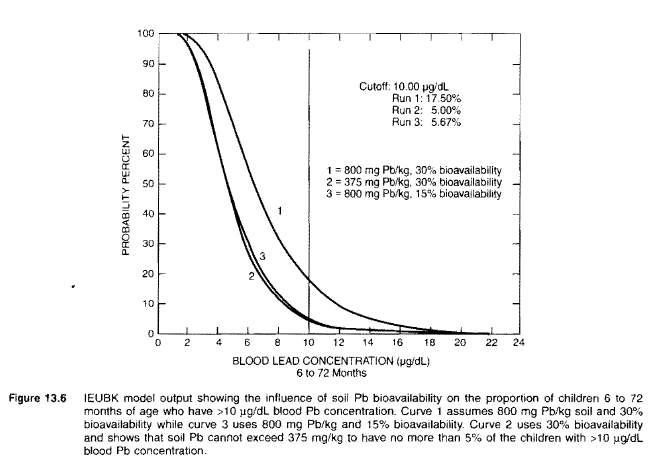 100
90
80
70
60
50
40
30
20
10
0
PROBABILITY PERCENT
Cutoff: 10.00 µg/dL
Run 1: 17.50%
Run 2: 5.00%
Run 3: 5.67%
1 = 800 mg Pb/kg, 30% bioavailability
2 = 375 mg Pb/kg, 30% bioavailability
3 = 800 mg Pb/kg, 15% bioavailability
1
3
2
0 2 4 6 8 10 12 14 16 18 20 22 24
BLOOD LEAD CONCENTRATION (µg/dL)
6 to 72 Months
Figure 13.6 IEUBK model output showing the influence of soil Pb bioavailability on the proportion of children 6 to 72
months of age who have >10 µg/dL blood Pb concentration. Curve 1 assumes 800 mg Pb/kg soil and 30%
bioavailability while curve 3 uses 800 mg Pb/kg and 15% bioavailability. Curve 2 uses 30% bioavailability
and shows that soil Pb cannot exceed 375 mg/kg to have no more than 5% of the children with >10 µg/dL
blood Pb concentration.